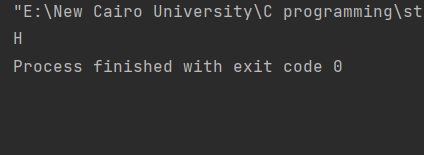 "E:\New Cairo University\C programming\st
H
Process finished with exit code 0